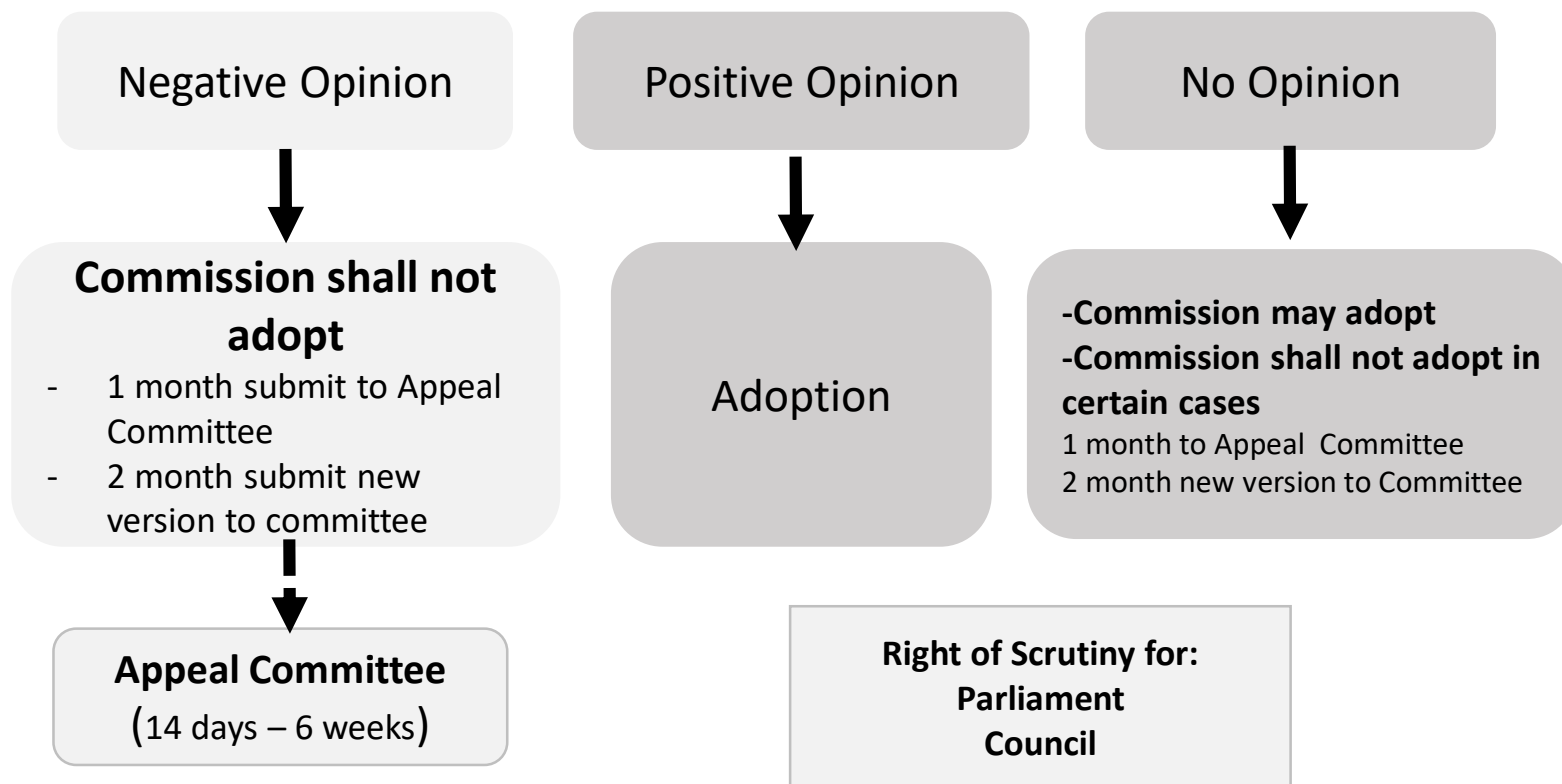 Negative Opinion
Positive Opinion
No Opinion
Commission shall not
adopt
- 1 month submit to Appeal
Committee
- 2 month submit new
version to committee
Adoption
-Commission may adopt
-Commission shall not adopt in
certain cases
1 month to Appeal Committee
2 month new version to Committee
Appeal Committee
(14 days – 6 weeks)
Right of Scrutiny for:
Parliament
Council